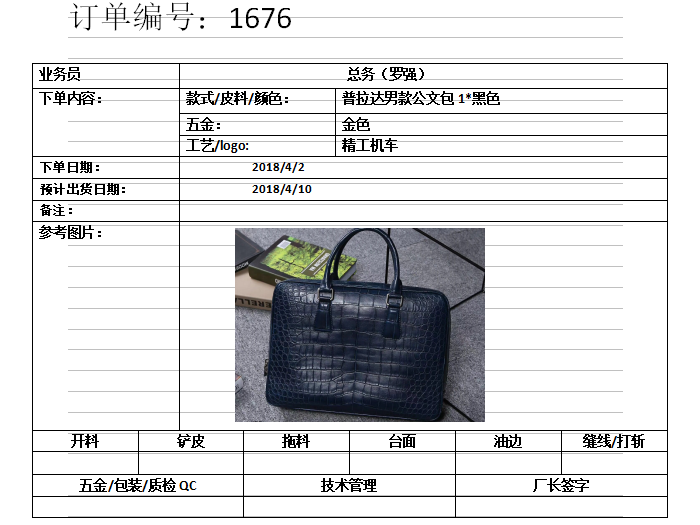 订单编号：1676
业务员 总务（罗强）
下单内容： 款式/皮料/颜色： 普拉达男款公文包 1*黑色
五金： 金色
工艺/logo: 精工机车
下单日期： 2018/4/2
预计出货日期： 2018/4/10
备注：
参考图片：
开料 铲皮 拖料 台面 油边 缝线/打斩
五金/包装/质检 QC 技术管理 厂长签字